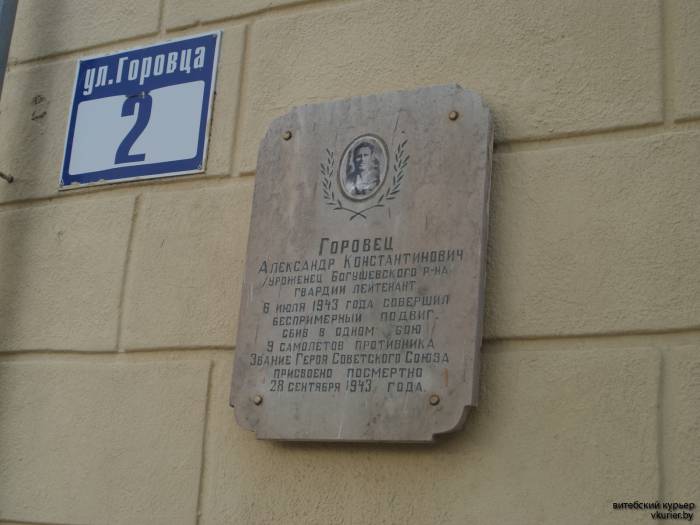 ул.Горовца
2
ГОРОВЕЦ
АЛЕКСАНДР КОНСТАНТИНОВИЧ
/УРОЖЕНЕЦ БОГУШЕВСКОГО Р-НА
ГВАРДИИ ЛЕЙТЕНАНТ
6 ИЮЛЯ 1943 ГОДА СОВЕРШИЛ
БЕСПРИМЕРНЫЙ ПОДВИГ-
СБИВ В ОДНОМ БОЮ
9 САМОЛЕТОВ ПРОТИВНИКА
ЗВАНИЕ ГЕРОЯ СОВЕТСКОГО СОЮЗА
ПРИСВОЕНО ПОСМЕРТНО
28 СЕНТЯБРЯ 1943 ГОДА.
витебский курьер
vkurier.by